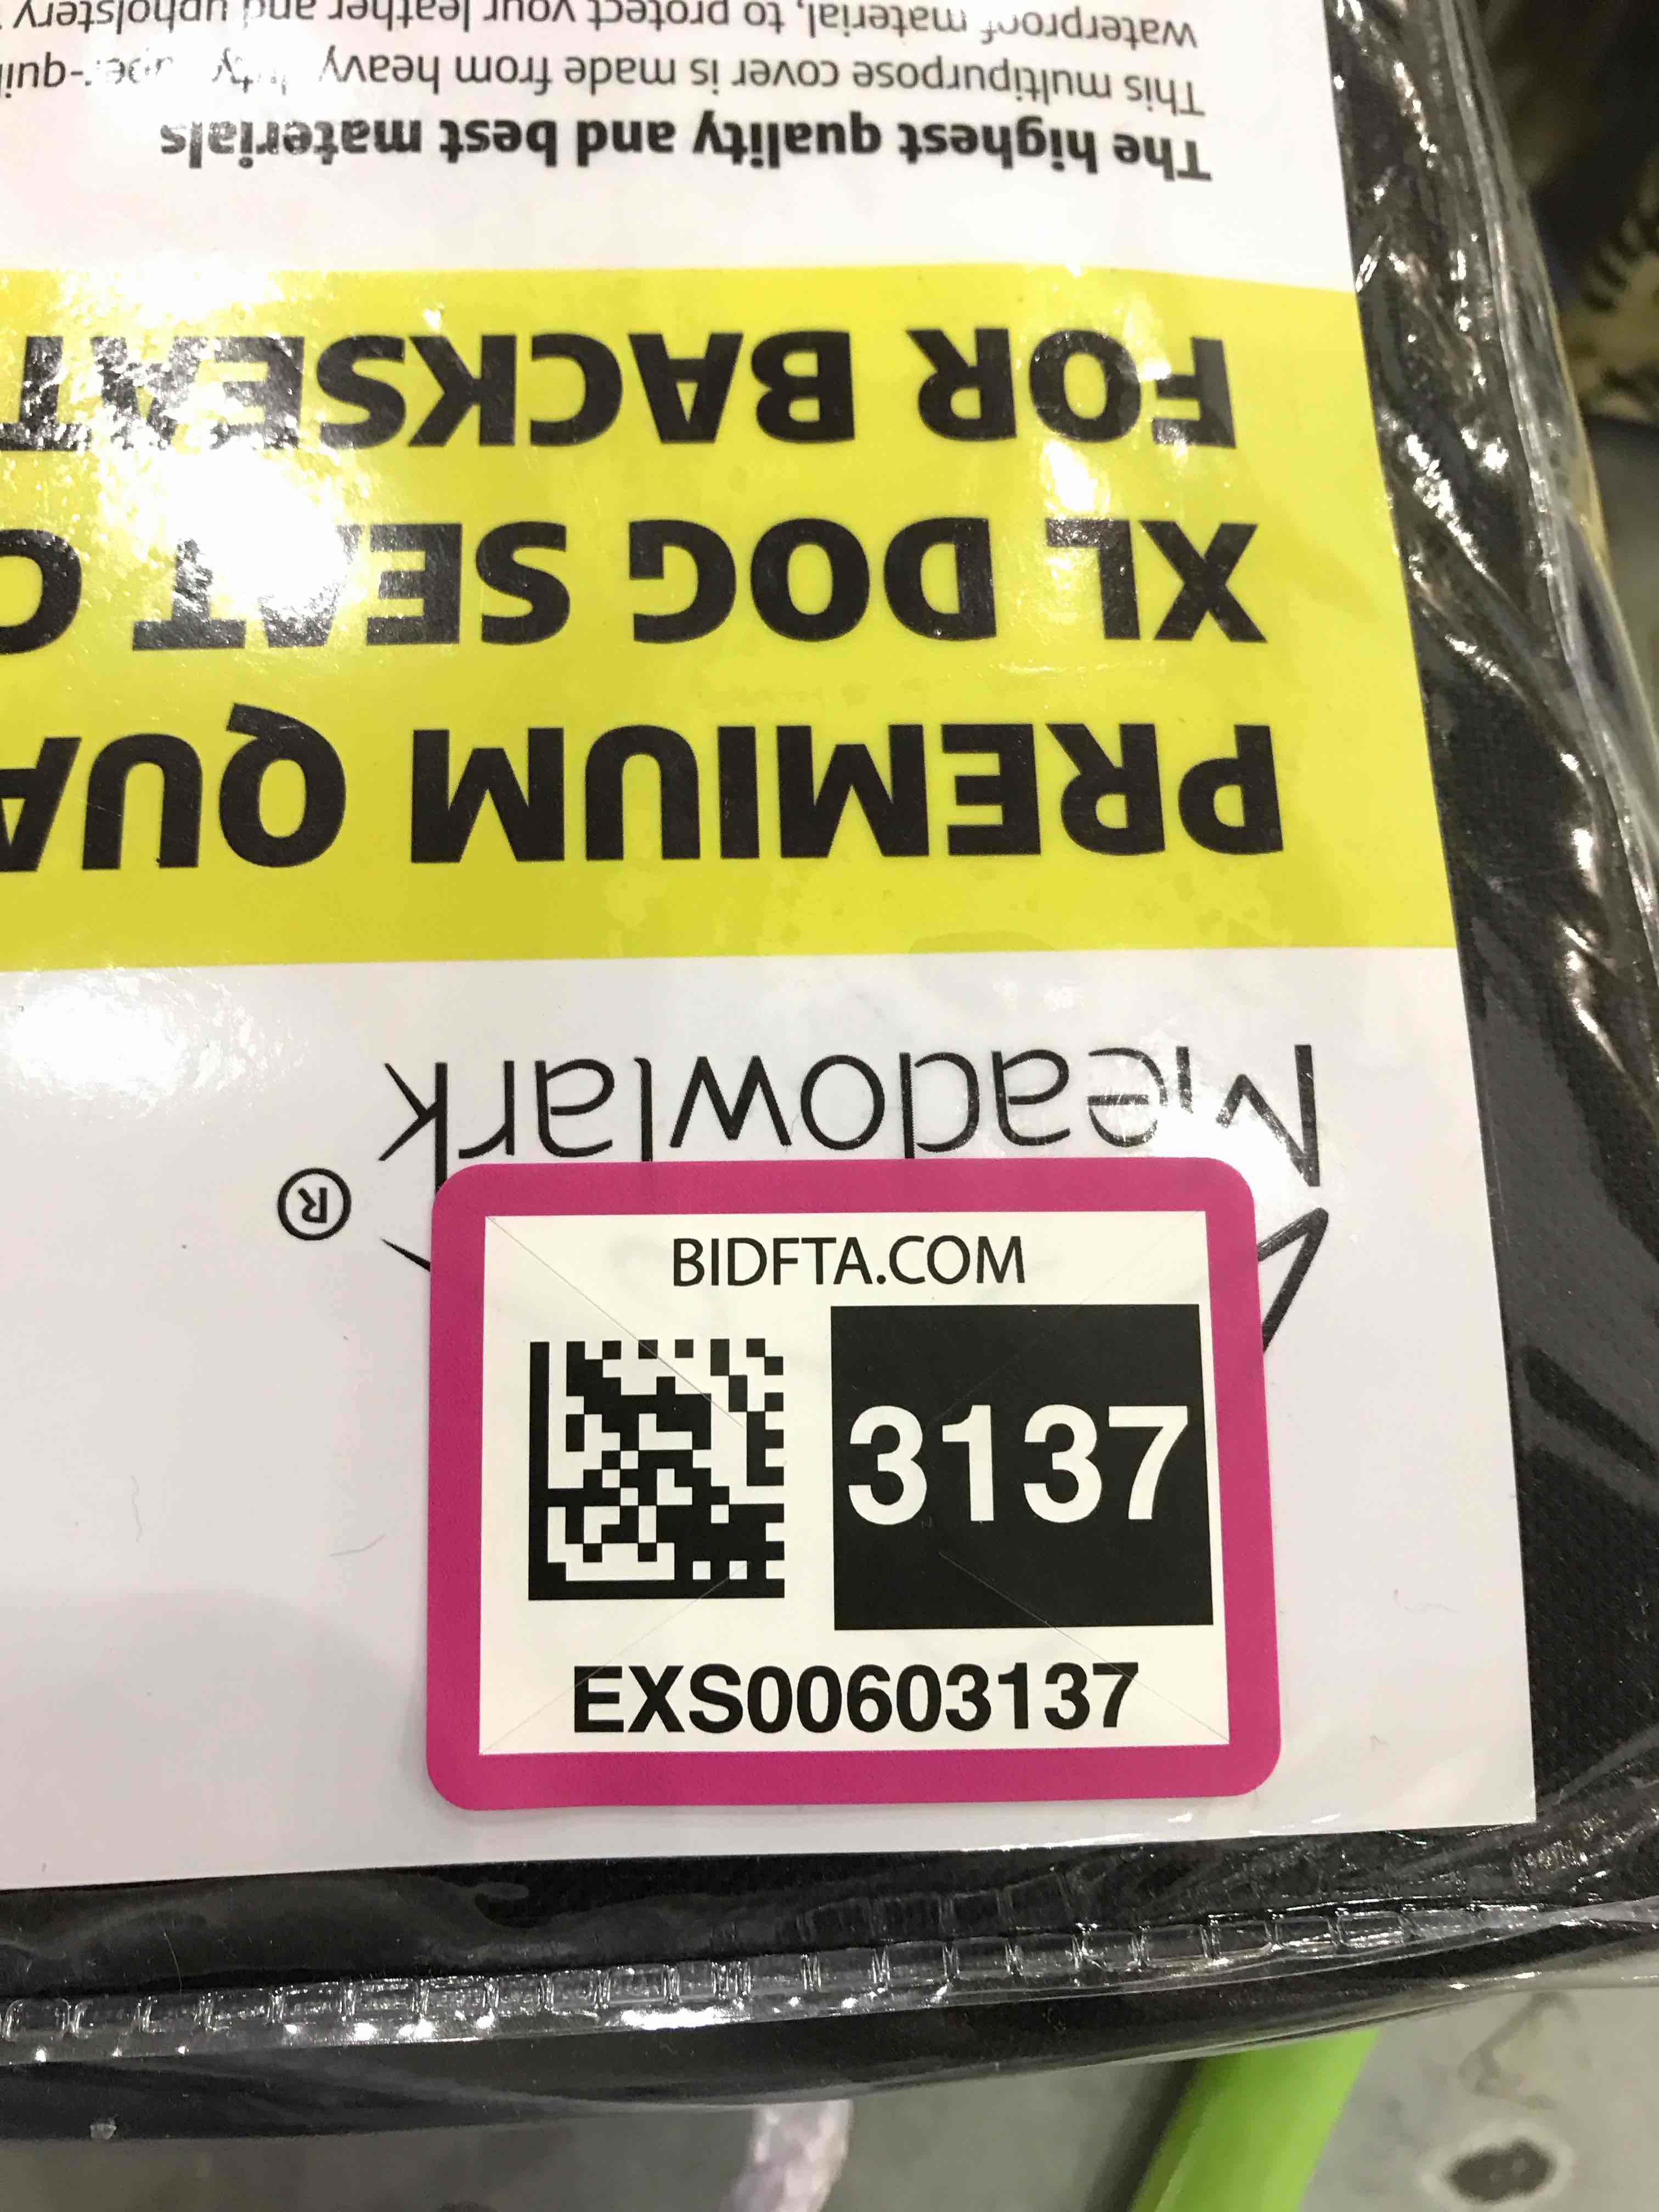 BIDFTA.COM
3137
EXS00603137
Meadowlark®
PREMIUM QUA
XL DOG SEAT C
FOR BACKSEAT
The highest quality and best materials
This multipurpose cover is made from heavy
waterproof material, to protect your leather and upholstery